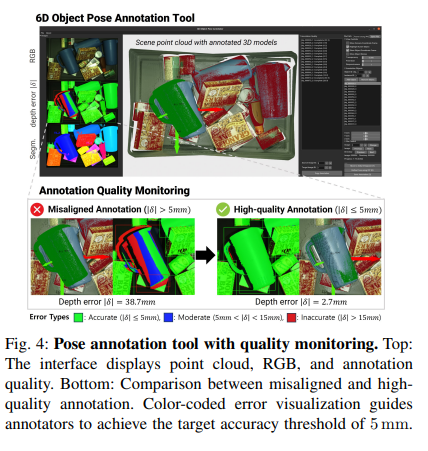 6D Object Pose Annotation Tool
Scene point cloud with annotated 3D models
RGB
depth error |δ|
Segm.
Annotation Quality Monitoring
Misaligned Annotation (|δ| > 5mm)
High-quality Annotation (|δ| ≤ 5mm)
Depth error |δ| = 38.7mm
Depth error |δ| = 2.7mm
Error Types : Accurate (|δ| ≤ 5mm), : Moderate (5mm < |δ| < 15mm), : Inaccurate (|δ| > 15mm)
Fig. 4: Pose annotation tool with quality monitoring. Top:
The interface displays point cloud, RGB, and annotation
quality. Bottom: Comparison between misaligned and high-
quality annotation. Color-coded error visualization guides
annotators to achieve the target accuracy threshold of 5 mm.